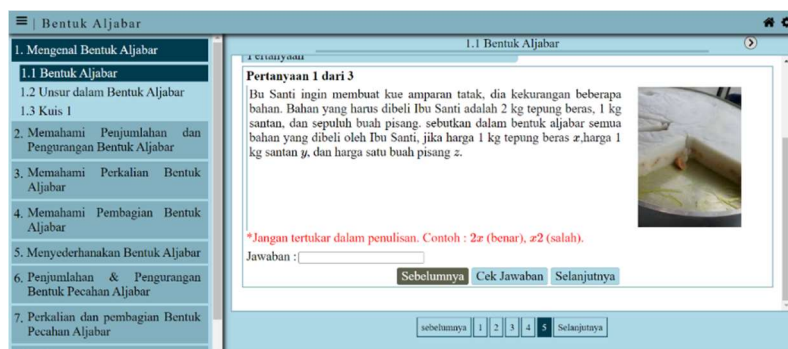 | Bentuk Aljabar
1. Mengenal Bentuk Aljabar
1.1 Bentuk Aljabar
1.2 Unsur dalam Bentuk Aljabar
1.3 Kuis 1
2. Memahami Penjumlahan dan
Pengurangan Bentuk Aljabar
3. Memahami Perkalian Bentuk
Aljabar
4. Memahami Pembagian Bentuk
Aljabar
5. Menyederhanakan Bentuk Aljabar
6. Penjumlahan & Pengurangan
Bentuk Pecahan Aljabar
7. Perkalian dan pembagian Bentuk
Pecahan Aljabar
1.1 Bentuk Aljabar
Pertanyaan
Pertanyaan 1 dari 3
Bu Santi ingin membuat kue amparan tatak, dia kekurangan beberapa
bahan. Bahan yang harus dibeli Ibu Santi adalah 2 kg tepung beras, 1 kg
santan, dan sepuluh buah pisang. sebutkan dalam bentuk aljabar semua
bahan yang dibeli oleh Ibu Santi, jika harga 1 kg tepung beras x,harga 1
kg santan y, dan harga satu buah pisang z.
*Jangan tertukar dalam penulisan. Contoh : 2x (benar), x2 (salah).
Jawaban :
Sebelumnya Cek Jawaban Selanjutnya
sebelumnya 1 2 3 4 5 Selanjutnya